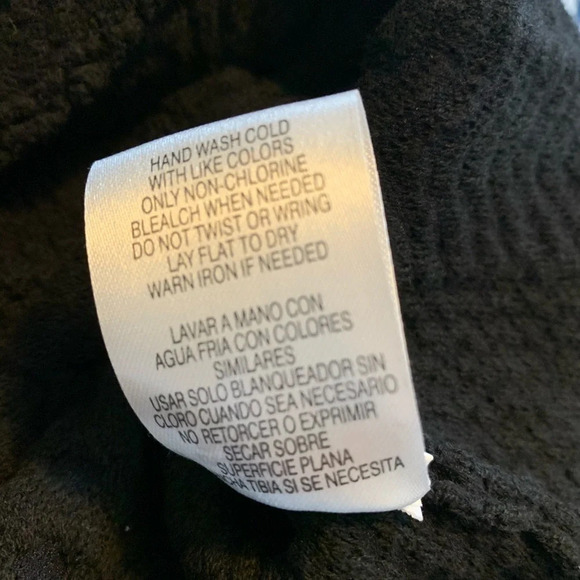 HAND WASH COLD
WITH LIKE COLORS
ONLY NON-CHLORINE
BLEALCH WHEN NEEDED
DO NOT TWIST OR WRING
LAY FLAT TO DRY
WARN IRON IF NEEDED
LAVAR A MANO CON
AGUA FRIA CON COLORES
SIMILARES
USAR SOLO BLANQUEADOR SIN
CLORO CUANDO SEA NECESARIO
NO RETORCER O EXPRIMIR
SECAR SOBRE
SUPERFICIE PLANA
TIBIA SI SE NECESITA